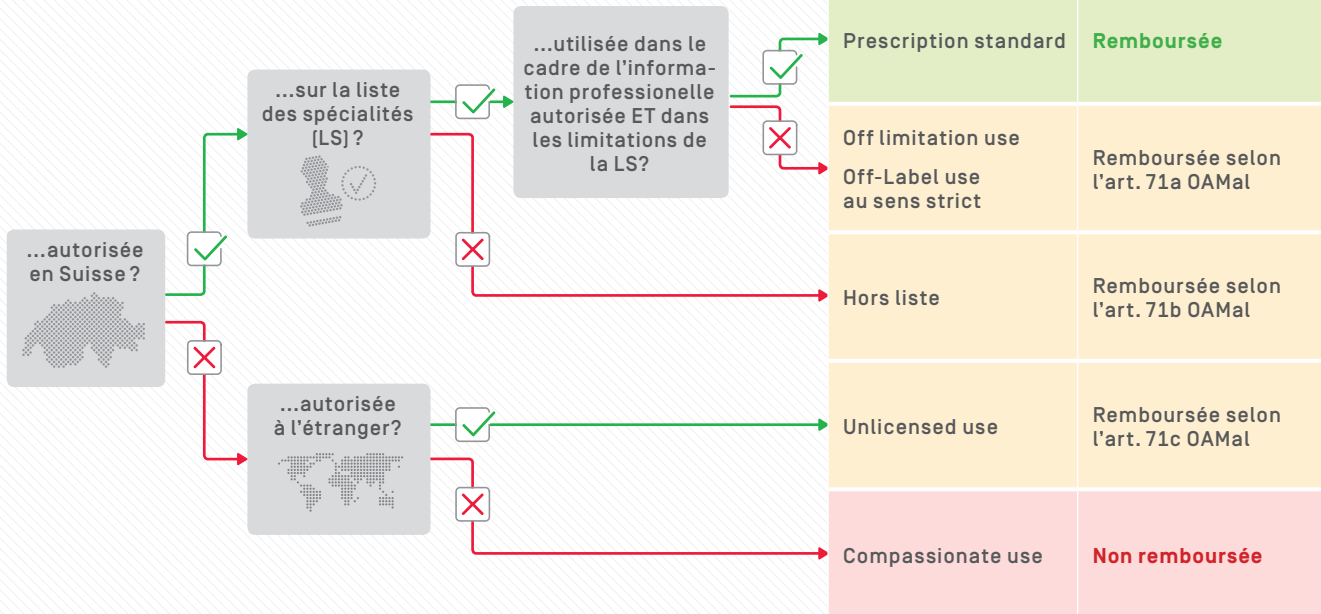 ...autorisée
en Suisse ?
...sur la liste
des spécialités
(LS) ?
...utilisée dans le
cadre de l'informa-
tion professionelle
autorisée ET dans
les limitations de
la LS?
...autorisée
à l'étranger?
Prescription standard
Remboursée
Off limitation use
Off-Label use
au sens strict
Remboursée selon
l'art. 71a OAMal
Hors liste
Remboursée selon
l'art. 71b OAMal
Unlicensed use
Remboursée selon
l'art. 71c OAMal
Compassionate use
Non remboursée